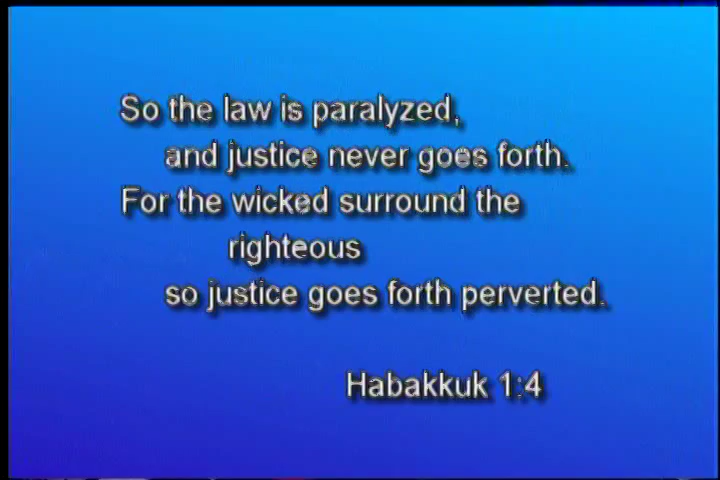 So the law is paralyzed,
and justice never goes forth.
For the wicked surround the
righteous
so justice goes forth perverted.
Habakkuk 1:4